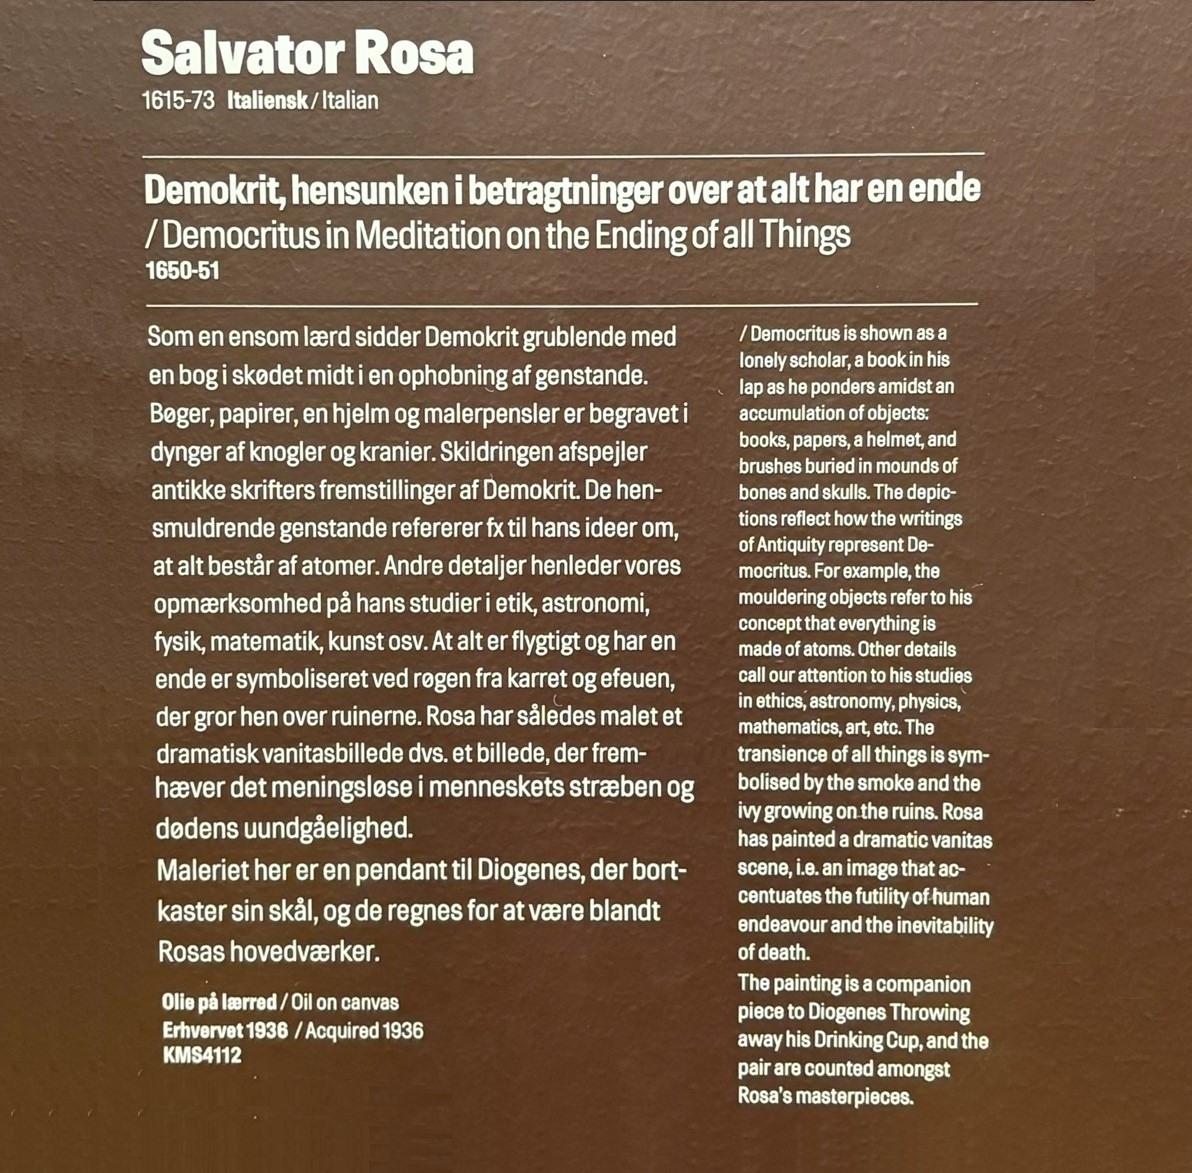 Salvator Rosa
1615-73 Italiensk / Italian
Demokrit, hensunken i betragtninger over at alt har en ende
/ Democritus in Meditation on the Ending of all Things
1650-51
Som en ensom lærd sidder Demokrit grublende med
en bog i skødet midt i en ophobning af genstande.
Bøger, papirer, en hjelm og malerpensler er begravet i
dynger af knogler og kranier. Skildringen afspejler
antikke skrifters fremstillinger af Demokrit. De hen-
smuldrende genstande refererer fx til hans ideer om,
at alt består af atomer. Andre detaljer henleder vores
opmærksomhed på hans studier i etik, astronomi,
fysik, matematik, kunst osv. At alt er flygtigt og har en
ende er symboliseret ved røgen fra karret og efeuen,
der gror hen over ruinerne. Rosa har således malet et
dramatisk vanitasbillede dvs. et billede, der frem-
hæver det meningsløse i menneskets stræben og
dødens uundgåelighed.
Maleriet her er en pendant til Diogenes, der bort-
kaster sin skål, og de regnes for at være blandt
Rosas hovedværker.
Olie på lærred / Oil on canvas
Erhvervet 1936 / Acquired 1936
KMS4112
/ Democritus is shown as a
lonely scholar, a book in his
lap as he ponders amidst an
accumulation of objects:
books, papers, a helmet, and
brushes buried in mounds of
bones and skulls. The depic-
tions reflect how the writings
of Antiquity represent De-
mocritus. For example, the
mouldering objects refer to his
concept that everything is
made of atoms. Other details
call our attention to his studies
in ethics, astronomy, physics,
mathematics, art, etc. The
transience of all things is sym-
bolised by the smoke and the
ivy growing on the ruins. Rosa
has painted a dramatic vanitas
scene, i.e. an image that ac-
centuates the futility of human
endeavour and the inevitability
of death.
The painting is a companion
piece to Diogenes Throwing
away his Drinking Cup, and the
pair are counted amongst
Rosa's masterpieces.